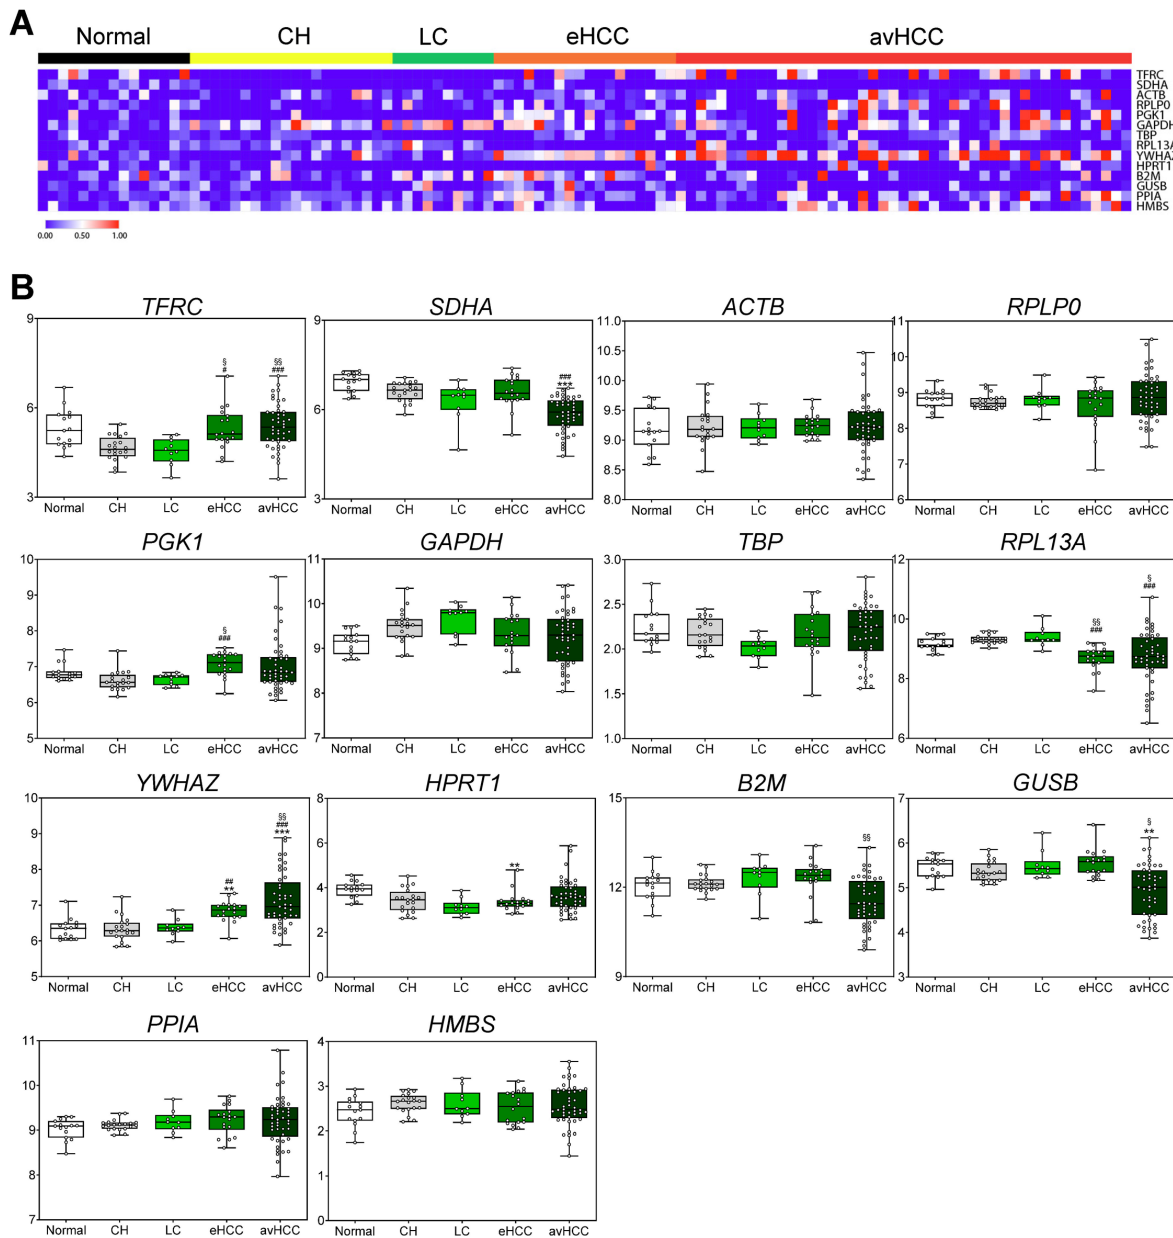 A
Normal CH LC eHCC avHCC
TFRC
SDHA
ACTB
RPLP0
PGK1
GAPDH
TBP
RPL13A
YWHAZ
HPRT1
B2M
GUSB
PPIA
HMBS
0.00 0.50 1.00
B
TFRC SDHA ACTB RPLP0
9 9 11.0 11
10.5 10
§ §§ # ### ### ***
10.0
6 6 9
9.5
9.0 8
7
8.5
3 3 8.0 6
Normal CH LC eHCC avHCC Normal CH LC eHCC avHCC Normal CH LC eHCC avHCC Normal CH LC eHCC avHCC
PGK1 GAPDH TBP RPL13A
10 11 3.0 12
9 10 2.5 10
§ ### §§ ### § ###
8
7 9 2.0
8
6 8 1.5
5 7 1.0 6
Normal CH LC eHCC avHCC Normal CH LC eHCC avHCC Normal CH LC eHCC avHCC Normal CH LC eHCC avHCC
YWHAZ HPRT1 B2M GUSB
10 8 15 7
9 6 6
## ** §§ ### *** ** §§ § **
8
4 12 5
7
6 2 4
5 0 9 3
Normal CH LC eHCC avHCC Normal CH LC eHCC avHCC Normal CH LC eHCC avHCC Normal CH LC eHCC avHCC
PPIA HMBS
11 4
10 3
9 2
8 1
7 0
Normal CH LC eHCC avHCC Normal CH LC eHCC avHCC